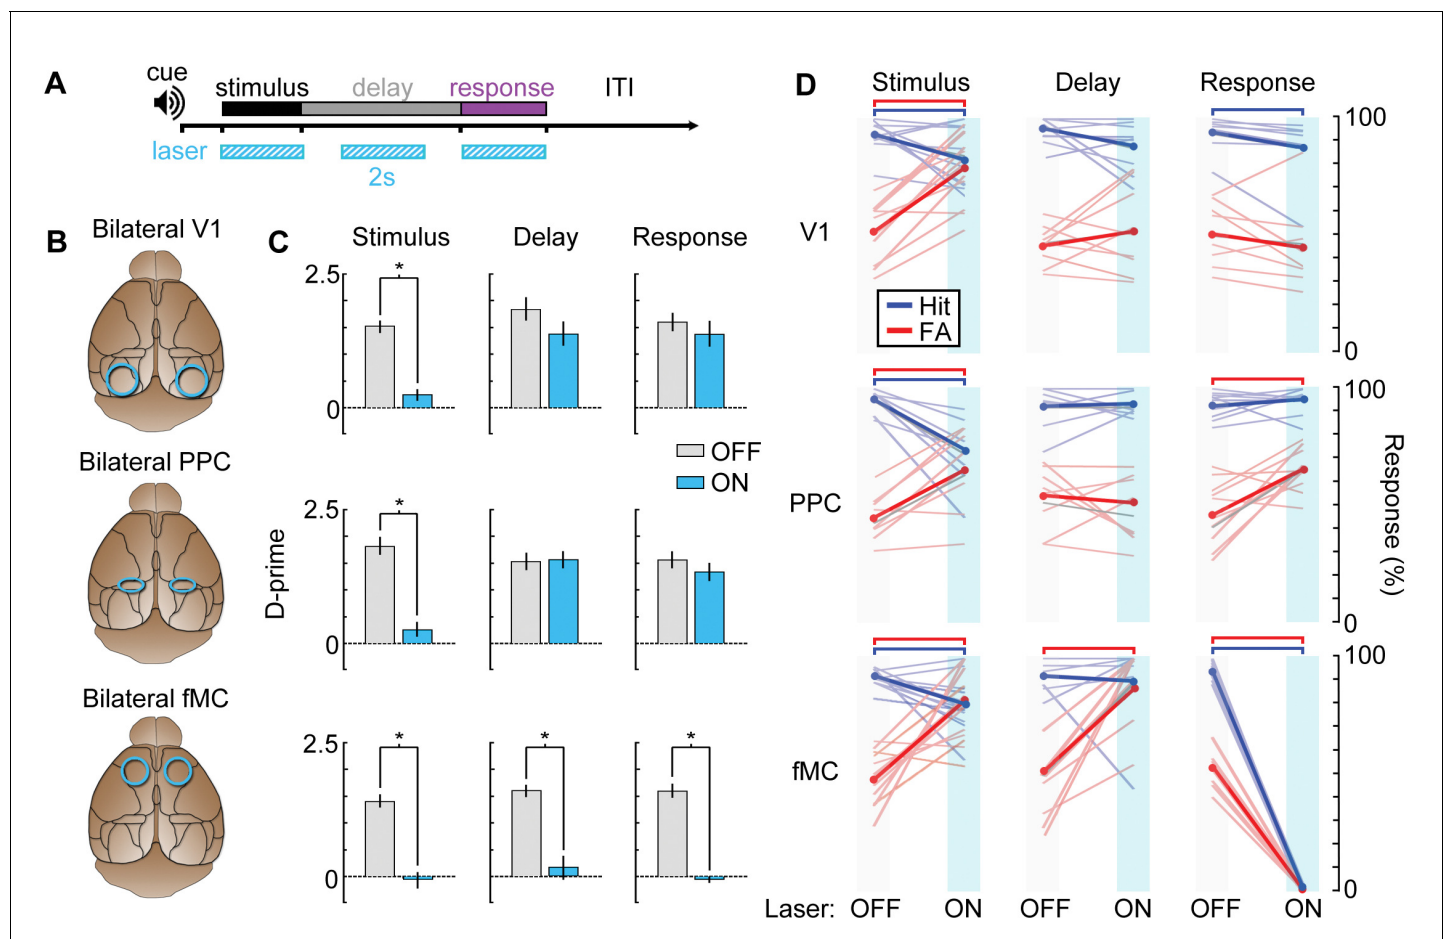 A
cue
stimulus
delay
response
ITI
laser
2s
B
Bilateral V1
Bilateral PPC
Bilateral fMC
C
Stimulus
Delay
Response
2.5
*
0
OFF
ON
2.5
*
0
D-prime
2.5
*
*
*
0
D
Stimulus
Delay
Response
V1
Hit
FA
100
0
PPC
100
0
Response (%)
fMC
100
0
Laser: OFF ON OFF ON OFF ON